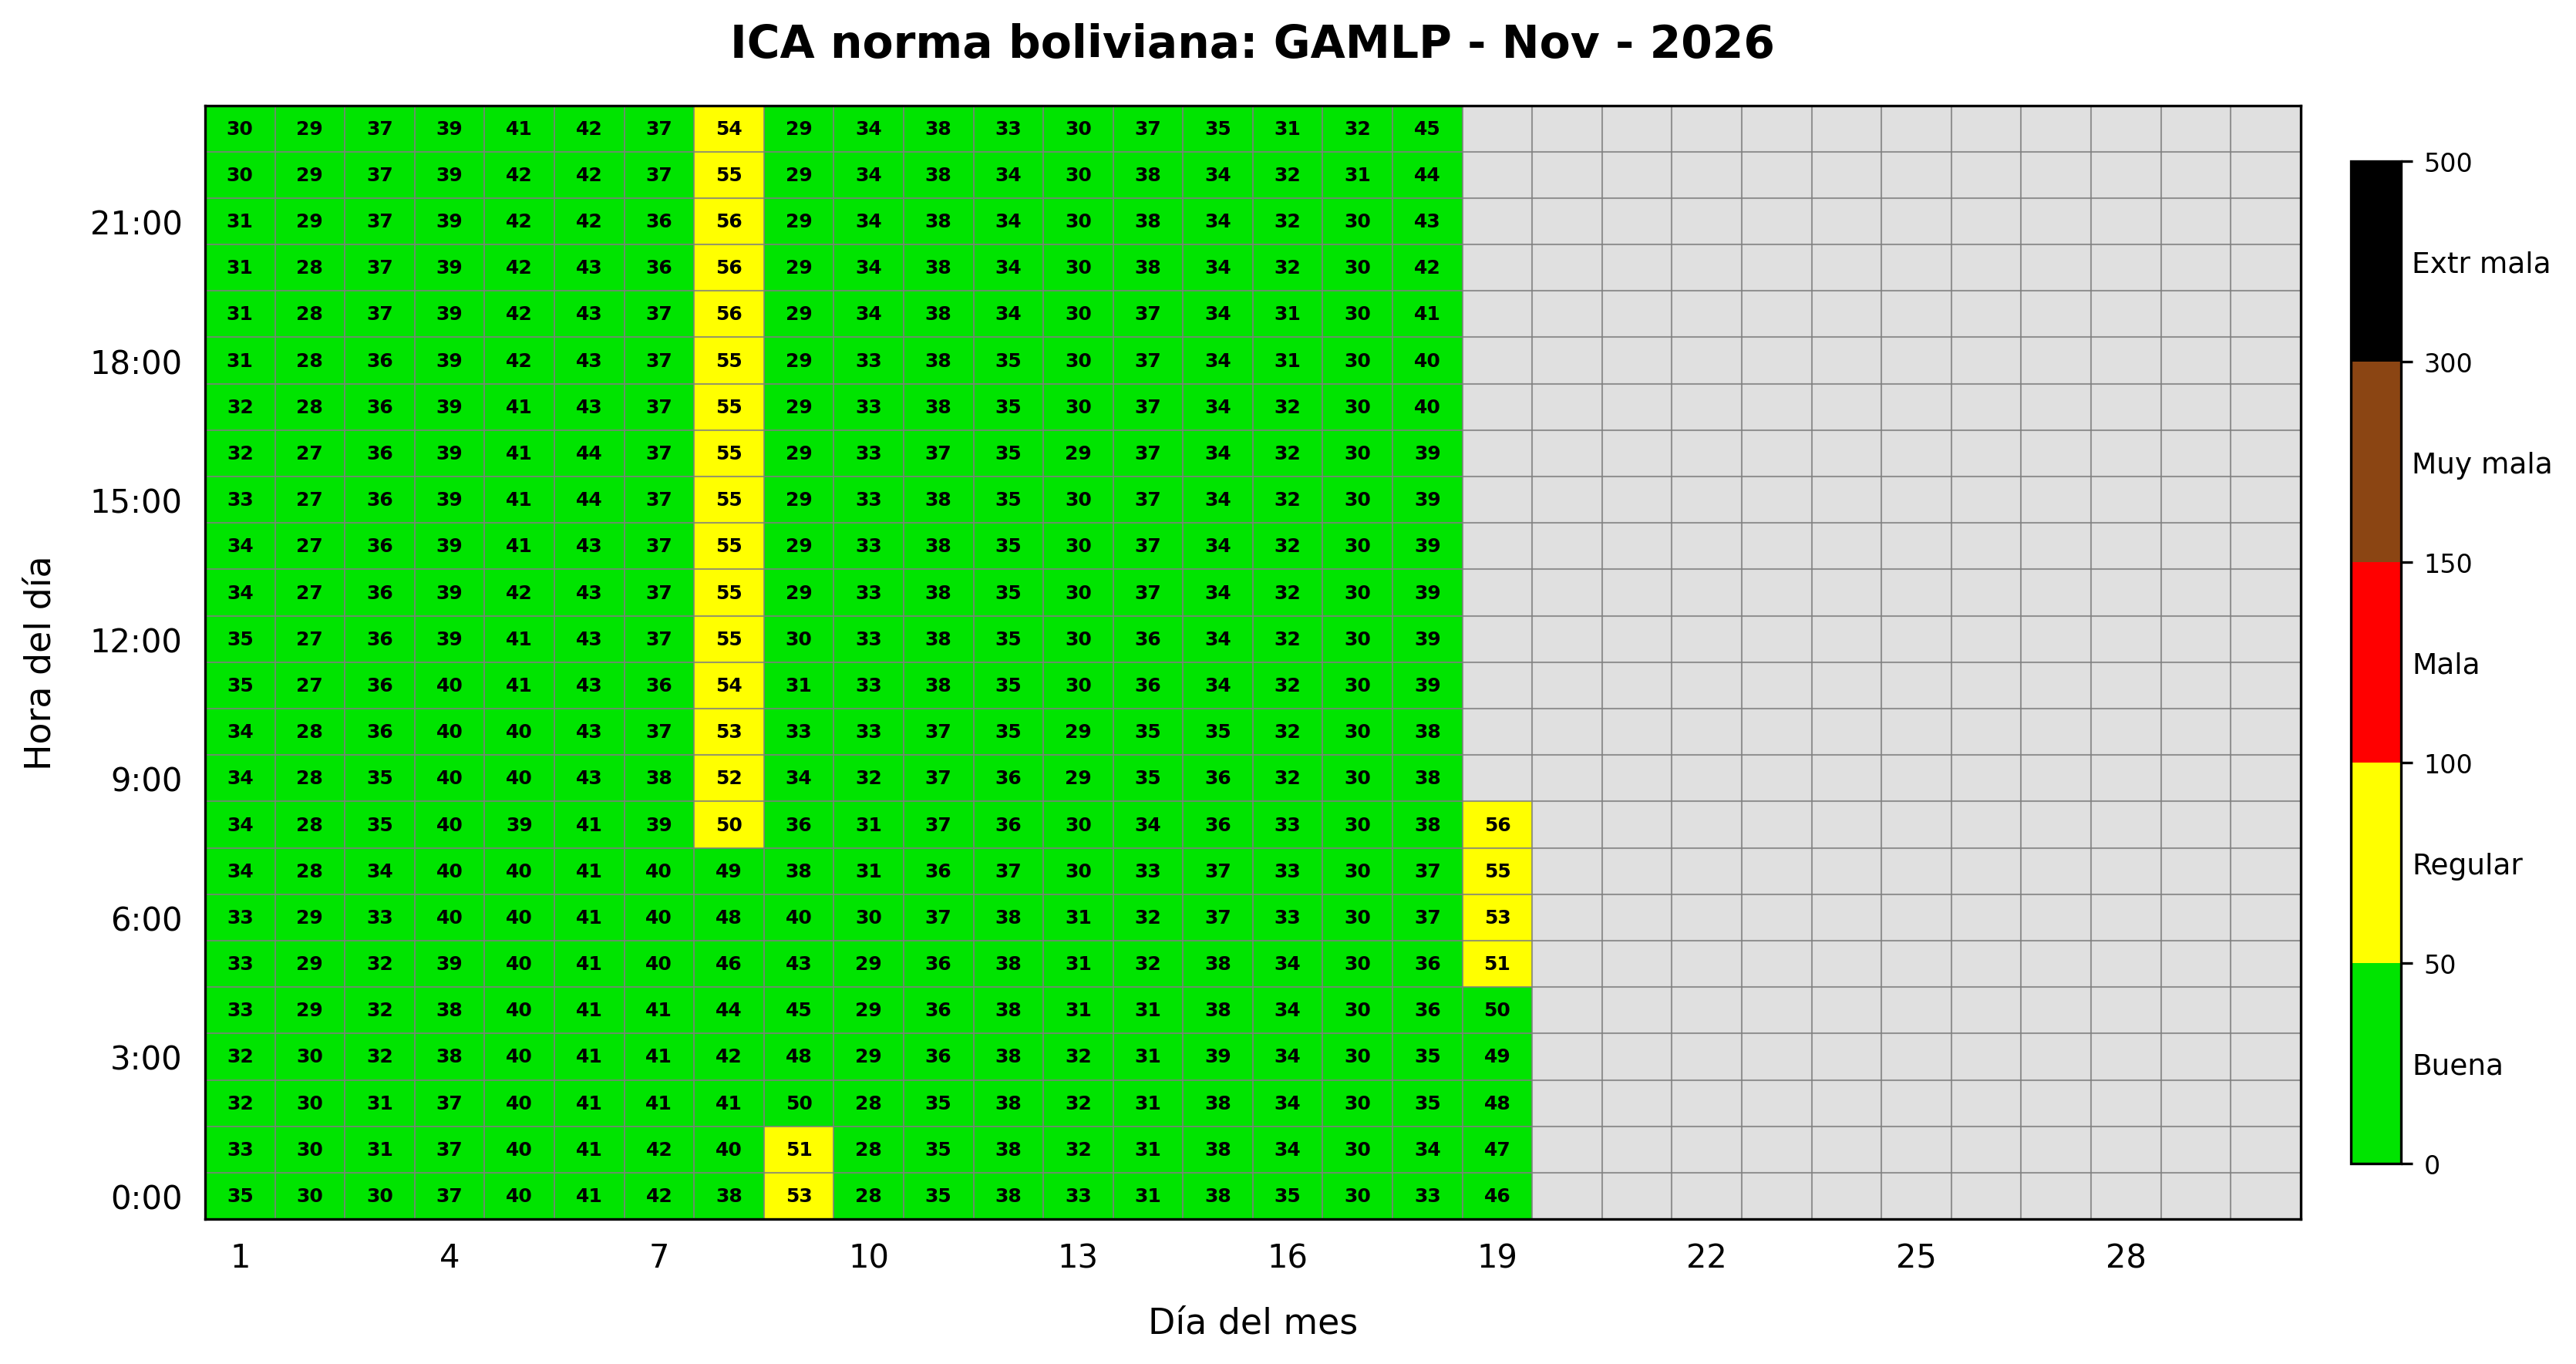 ICA norma boliviana: GAMLP - Nov - 2026
30 29 37 39 41 42 37 54 29 34 38 33 30 37 35 31 32 45
30 29 37 39 42 42 37 55 29 34 38 34 30 38 34 32 31 44
21:00 31 29 37 39 42 42 36 56 29 34 38 34 30 38 34 32 30 43
31 28 37 39 42 43 36 56 29 34 38 34 30 38 34 32 30 42
31 28 37 39 42 43 37 56 29 34 38 34 30 37 34 31 30 41
18:00 31 28 36 39 42 43 37 55 29 33 38 35 30 37 34 31 30 40
32 28 36 39 41 43 37 55 29 33 38 35 30 37 34 32 30 40
32 27 36 39 41 44 37 55 29 33 37 35 29 37 34 32 30 39
15:00 33 27 36 39 41 44 37 55 29 33 38 35 30 37 34 32 30 39
34 27 36 39 41 43 37 55 29 33 38 35 30 37 34 32 30 39
34 27 36 39 42 43 37 55 29 33 38 35 30 37 34 32 30 39
12:00 35 27 36 39 41 43 37 55 30 33 38 35 30 36 34 32 30 39
35 27 36 40 41 43 36 54 31 33 38 35 30 36 34 32 30 39
34 28 36 40 40 43 37 53 33 33 37 35 29 35 35 32 30 38
9:00 34 28 35 40 40 43 38 52 34 32 37 36 29 35 36 32 30 38
34 28 35 40 39 41 39 50 36 31 37 36 30 34 36 33 30 38 56
34 28 34 40 40 41 40 49 38 31 36 37 30 33 37 33 30 37 55
6:00 33 29 33 40 40 41 40 48 40 30 37 38 31 32 37 33 30 37 53
33 29 32 39 40 41 40 46 43 29 36 38 31 32 38 34 30 36 51
33 29 32 38 40 41 41 44 45 29 36 38 31 31 38 34 30 36 50
3:00 32 30 32 38 40 41 41 42 48 29 36 38 32 31 39 34 30 35 49
32 30 31 37 40 41 41 41 50 28 35 38 32 31 38 34 30 35 48
33 30 31 37 40 41 42 40 51 28 35 38 32 31 38 34 30 34 47
0:00 35 30 30 37 40 41 42 38 53 28 35 38 33 31 38 35 30 33 46
1 4 7 10 13 16 19 22 25 28
Día del mes
Hora del día
500
Extr mala
300
Muy mala
150
Mala
100
Regular
50
Buena
0